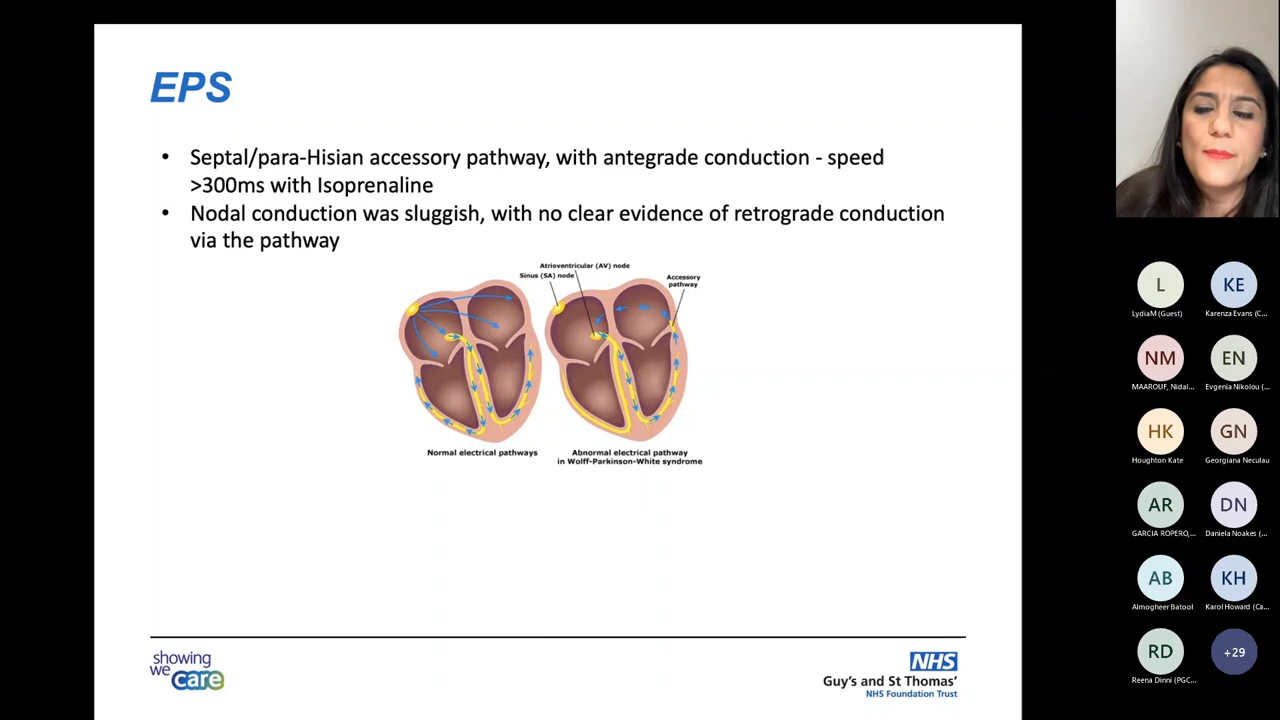 EPS
• Septal/para-Hisian accessory pathway, with antegrade conduction - speed
>300ms with Isoprenaline
• Nodal conduction was sluggish, with no clear evidence of retrograde conduction
via the pathway
Atrioventricular (AV) node
Sinus (SA) node
Accessory
pathway
Normal electrical pathways
Abnormal electrical pathway
in Wolff-Parkinson-White syndrome
showing
we
care
NHS
Guy's and St Thomas'
NHS Foundation Trust
L
LydiaM (Guest)
KE
Karenza Evans (C...
NM
MAAROUF, Nidal...
EN
Evgenia Nikolou (...
HK
Houghton Kate
GN
Georgiana Neculau
AR
GARCIA ROPERO,...
DN
Daniela Noakes (...
AB
Almogheer Batool
KH
Karol Howard (Ca...
RD
Reena Dinni (PGC...
+29